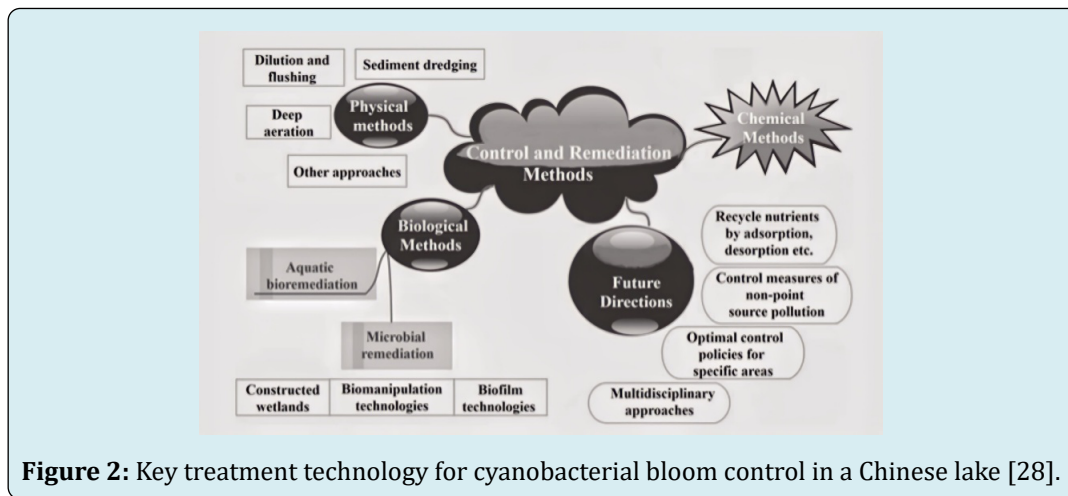 Dilution and
flushing
Sediment dredging
Physical
methods
Deep
aeration
Other approaches
Control and Remediation
Methods
Chemical
Methods
Biological
Methods
Aquatic
bioremediation
Microbial
remediation
Constructed
wetlands
Biomanipulation
technologies
Biofilm
technologies
Future
Directions
Recycle nutrients
by adsorption,
desorption etc.
Control measures of
non-point
source pollution
Optimal control
policies for
specific areas
Multidisciplinary
approaches
Figure 2: Key treatment technology for cyanobacterial bloom control in a Chinese lake [28].